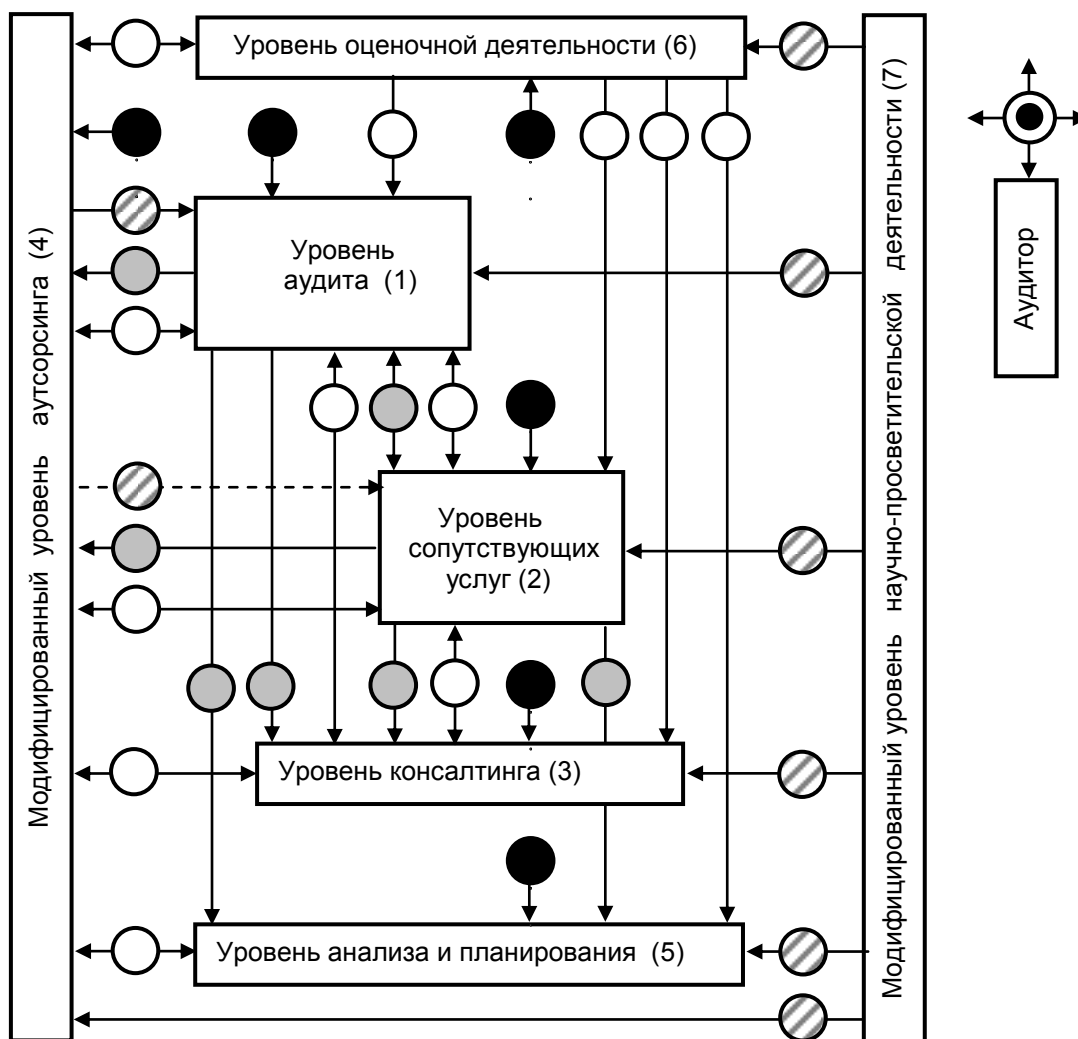 Уровень оценочной деятельности (6)
Модифицированный уровень аутсорсинга (4)
Модифицированный уровень научно-просветительской деятельности (7)
Аудитор
Уровень
аудита (1)
Уровень
сопутствующих
услуг (2)
Уровень консалтинга (3)
Уровень анализа и планирования (5)